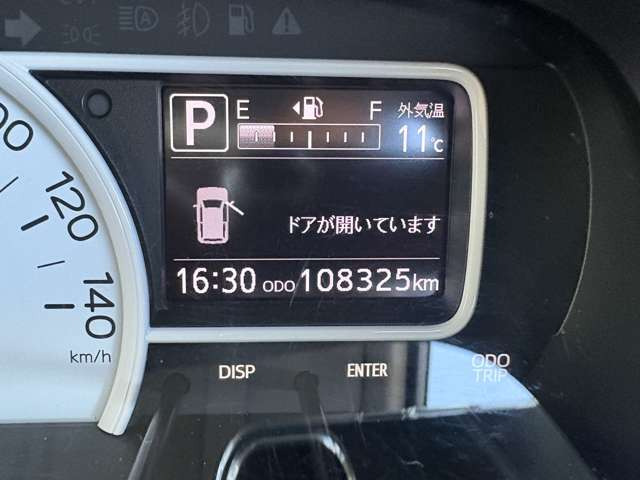 P E F 外気温
11℃
ドアが開いています
16:30 ODO 108325km
120
140
km/h
DISP ENTER ODO
TRIP